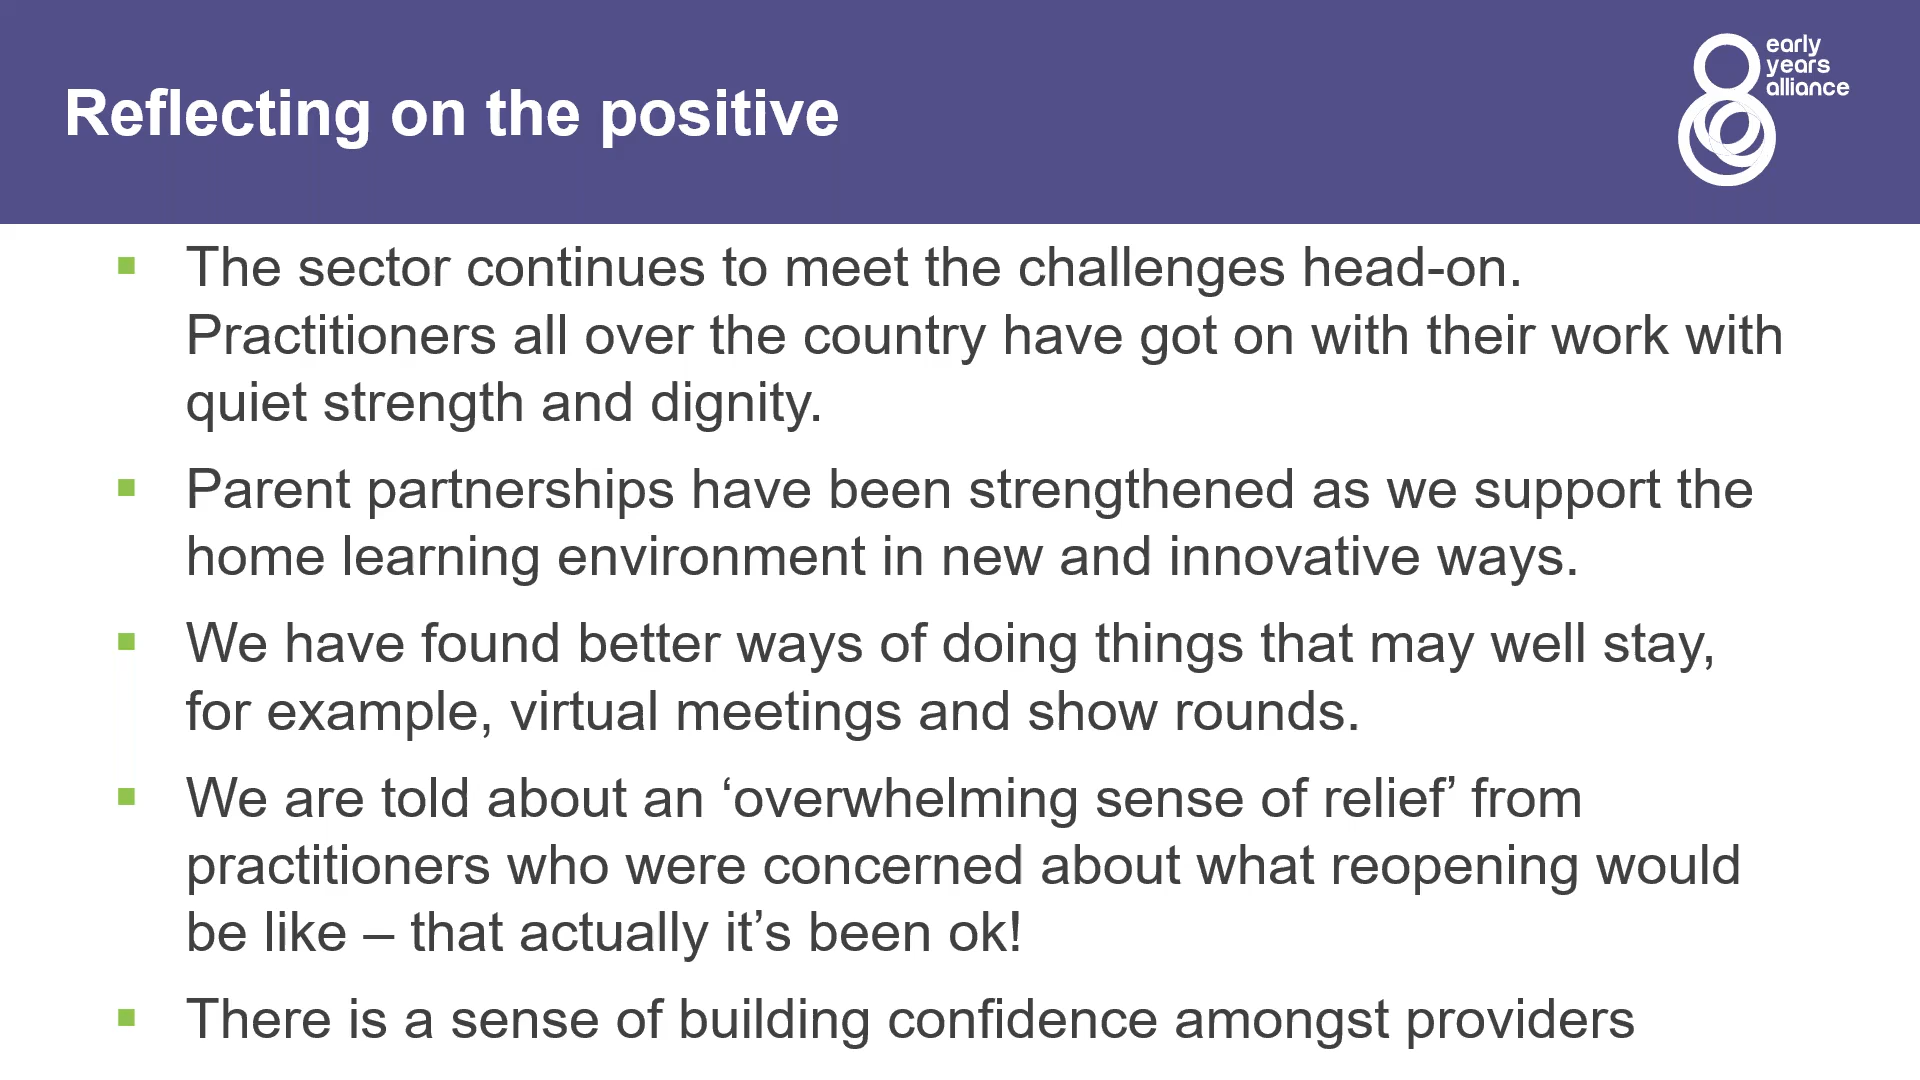 Reflecting on the positive
early
years
alliance
▪ The sector continues to meet the challenges head-on.
Practitioners all over the country have got on with their work with
quiet strength and dignity.
▪ Parent partnerships have been strengthened as we support the
home learning environment in new and innovative ways.
▪ We have found better ways of doing things that may well stay,
for example, virtual meetings and show rounds.
▪ We are told about an ‘overwhelming sense of relief’ from
practitioners who were concerned about what reopening would
be like – that actually it’s been ok!
▪ There is a sense of building confidence amongst providers